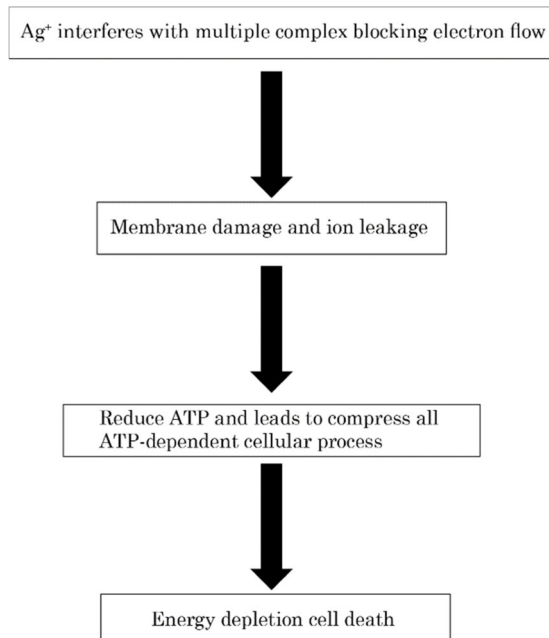 Ag⁺ interferes with multiple complex blocking electron flow
Membrane damage and ion leakage
Reduce ATP and leads to compress all
ATP-dependent cellular process
Energy depletion cell death